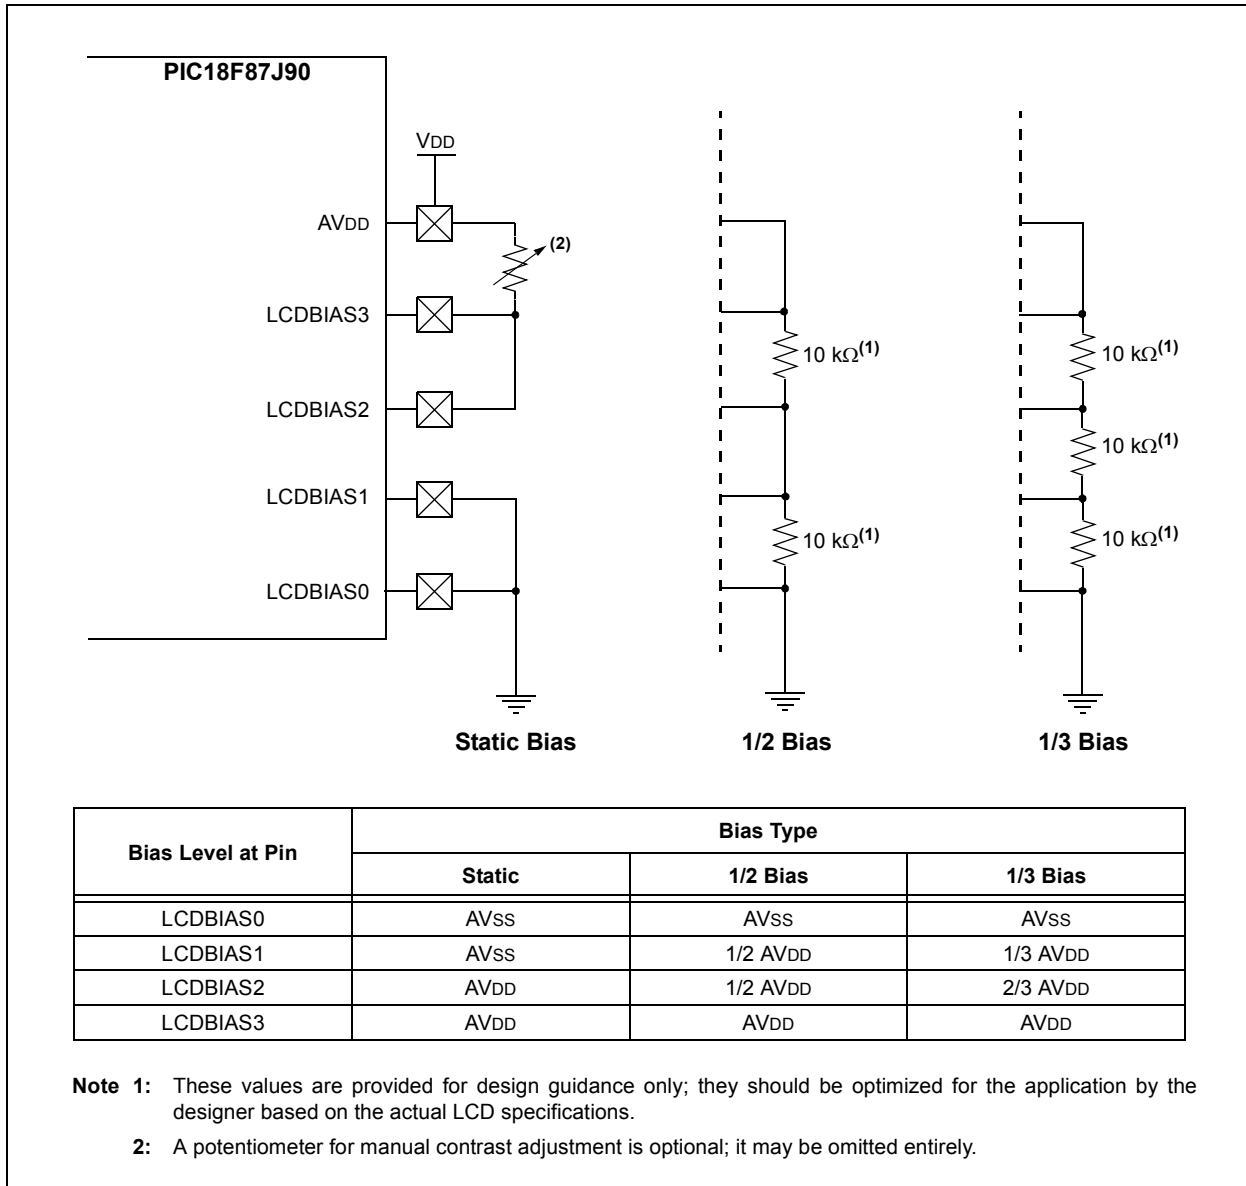 PIC18F87J90
VDD
AVDD
(2)
LCDBIAS3
10 kΩ(1)
10 kΩ(1)
LCDBIAS2
10 kΩ(1)
LCDBIAS1
10 kΩ(1)
10 kΩ(1)
LCDBIAS0
Static Bias
1/2 Bias
1/3 Bias
Bias Level at Pin
Bias Type
Static
1/2 Bias
1/3 Bias
LCDBIAS0 AVSS AVSS AVSS
LCDBIAS1 AVSS 1/2 AVDD 1/3 AVDD
LCDBIAS2 AVDD 1/2 AVDD 2/3 AVDD
LCDBIAS3 AVDD AVDD AVDD
Note 1: These values are provided for design guidance only; they should be optimized for the application by the
designer based on the actual LCD specifications.
2: A potentiometer for manual contrast adjustment is optional; it may be omitted entirely.